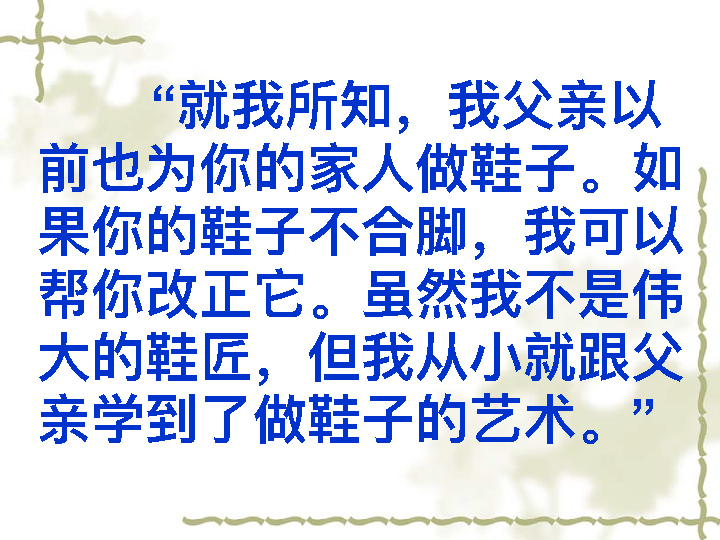 “就我所知，我父亲以
前也为你的家人做鞋子。如
果你的鞋子不合脚，我可以
帮你改正它。虽然我不是伟
大的鞋匠，但我从小就跟父
亲学到了做鞋子的艺术。”